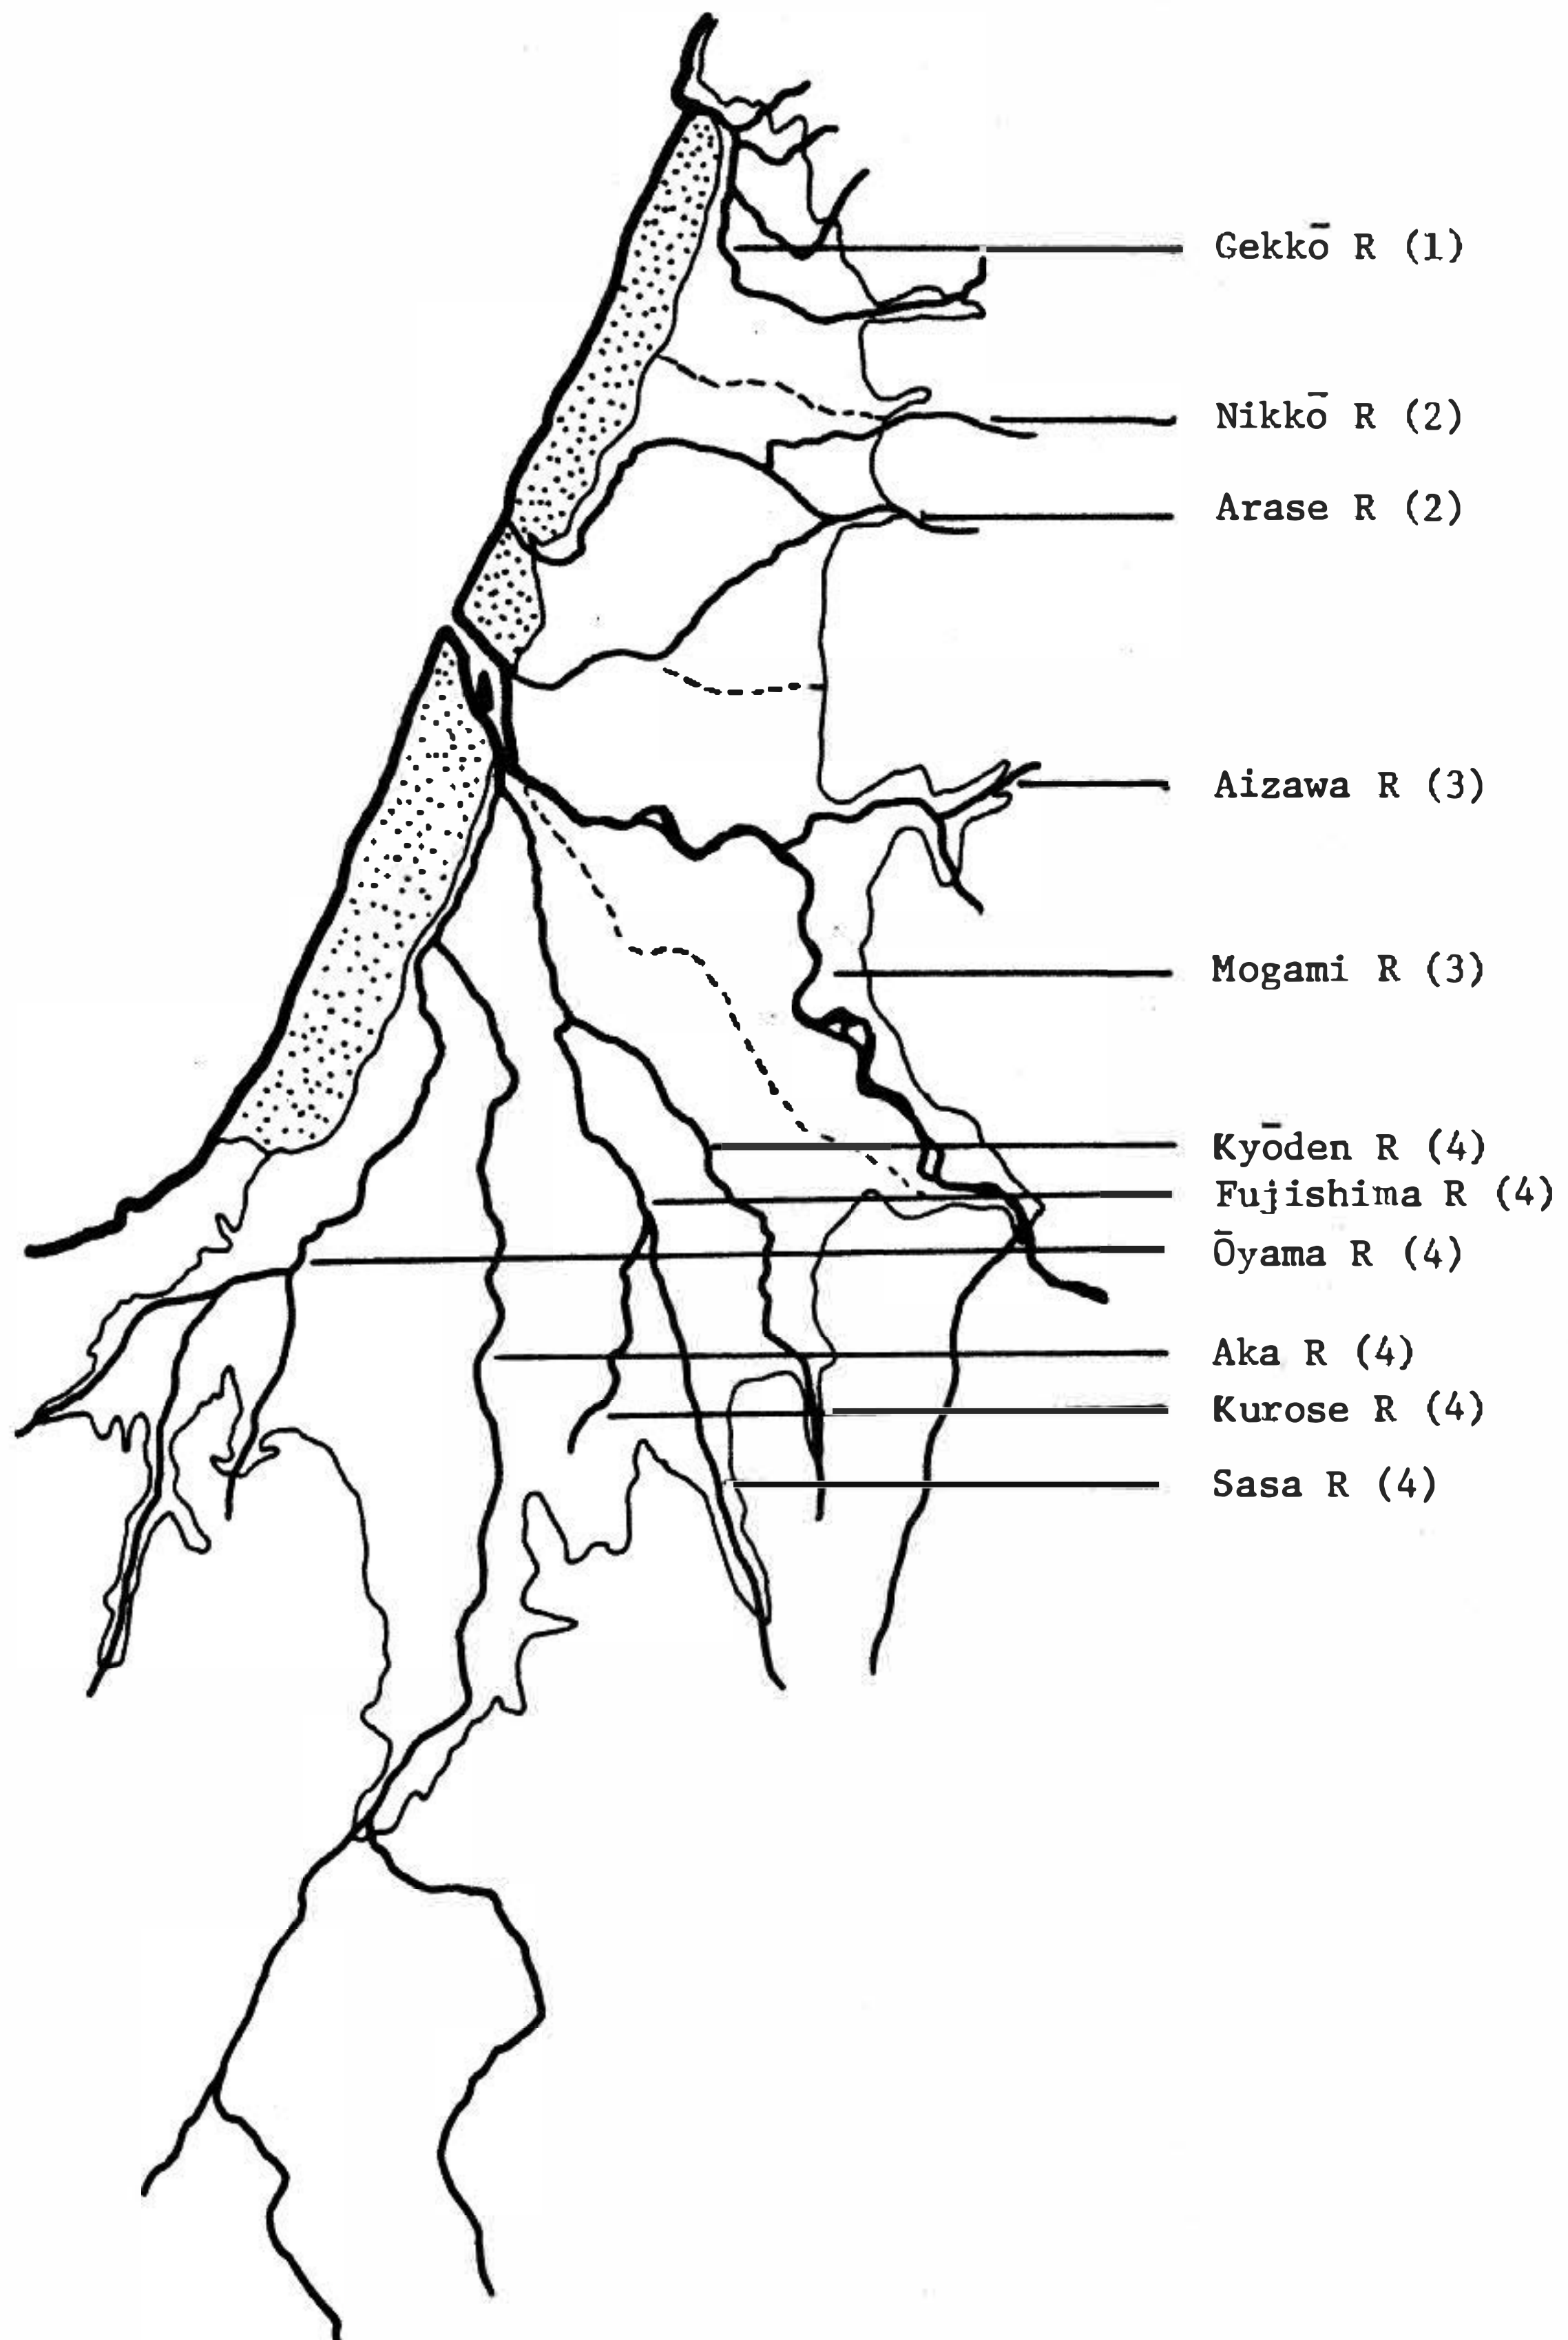 Gekkō R (1)
Nikkō R (2)
Arase R (2)
Aizawa R (3)
Mogami R (3)
Kyōden R (4)
Fujishima R (4)
Ōyama R (4)
Aka R (4)
Kurose R (4)
Sasa R (4)